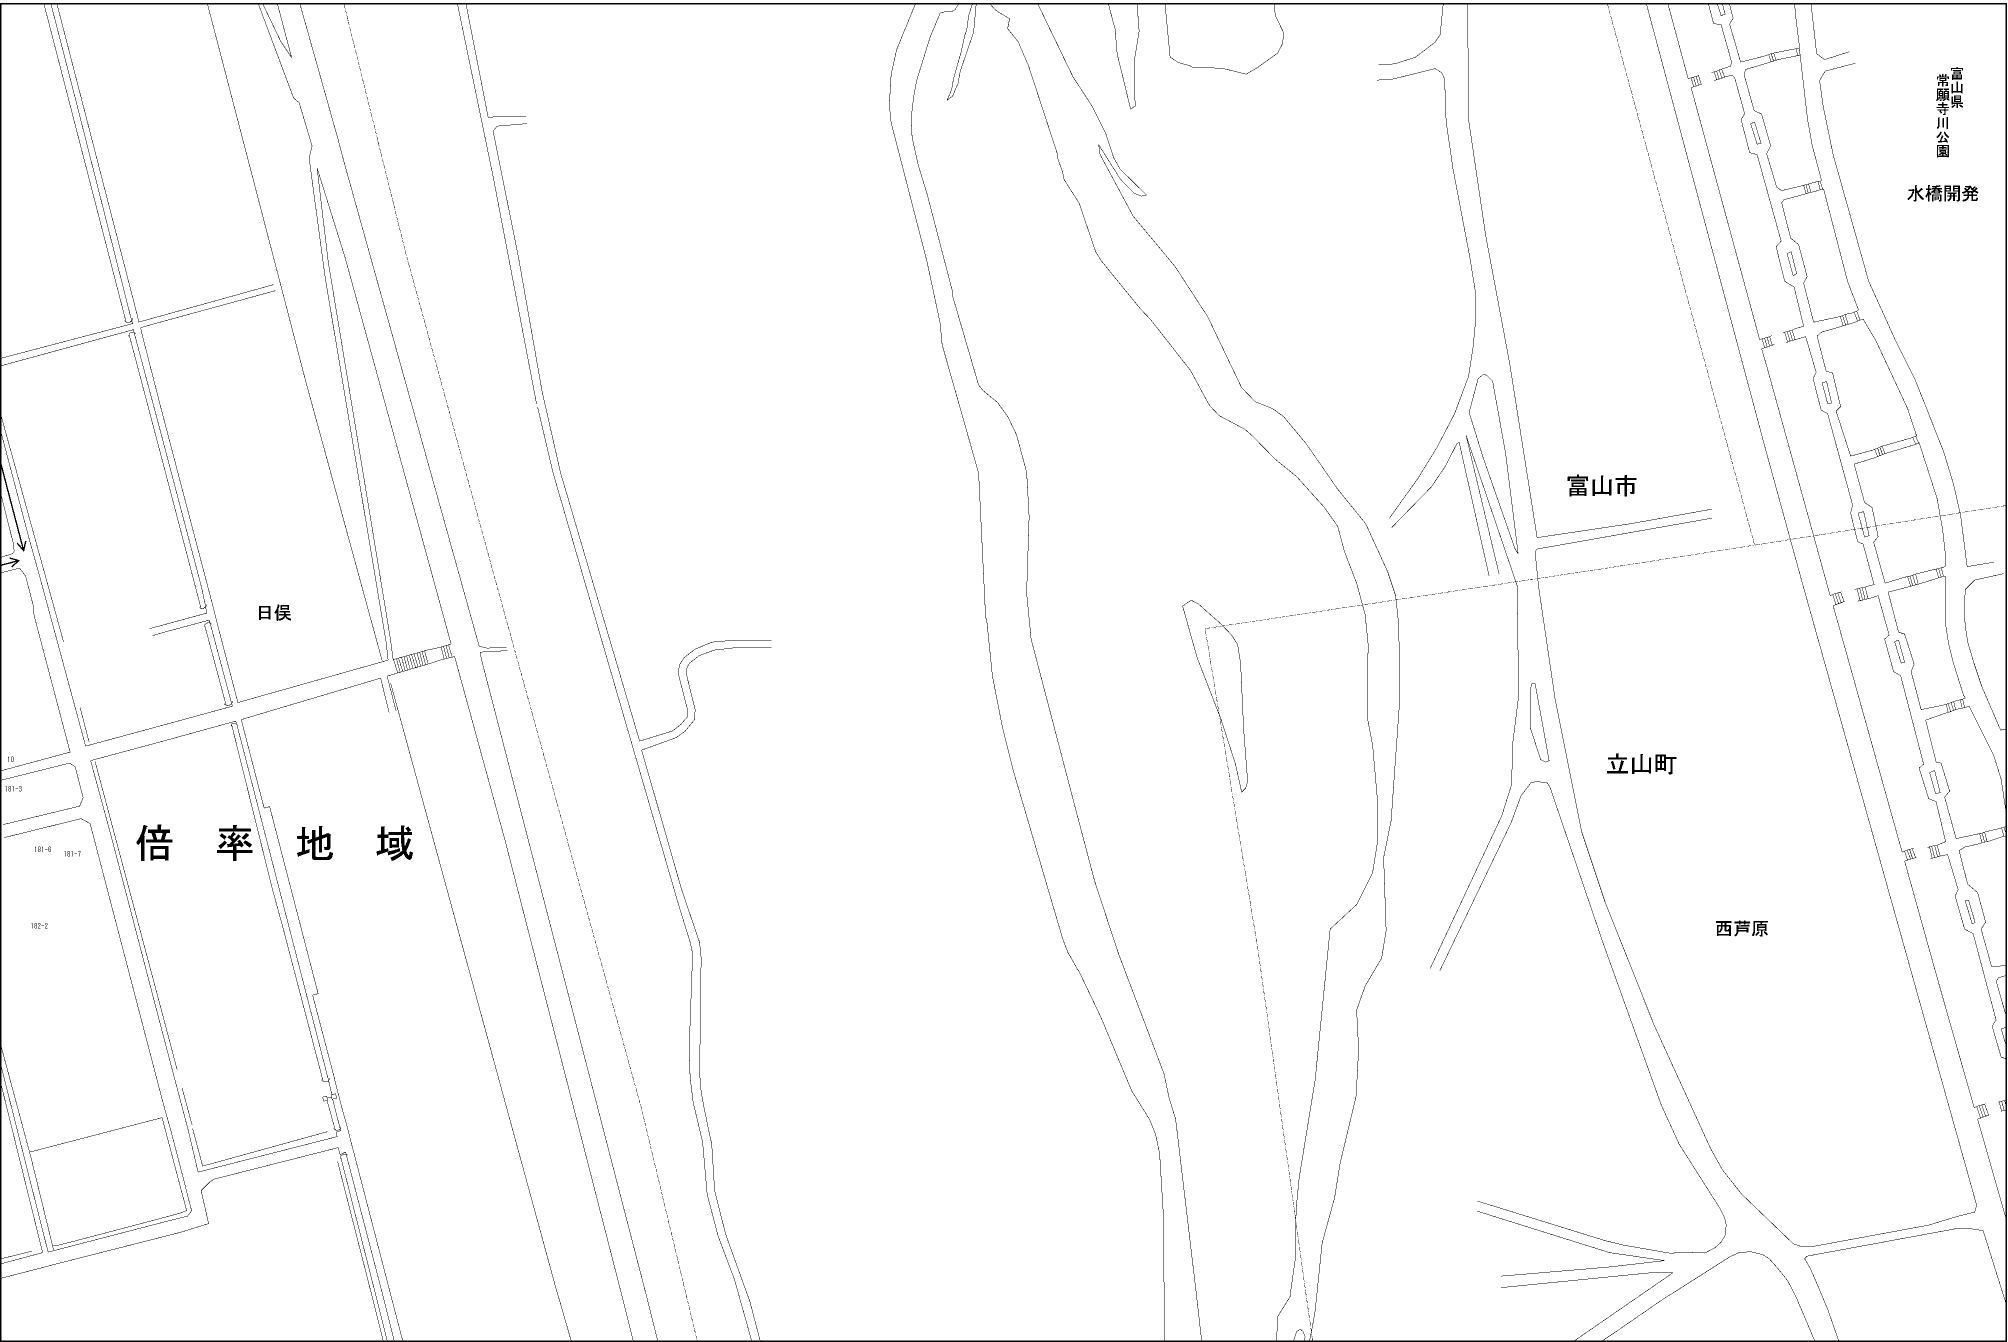 富山県
常願寺川公園
水橋開発
富山市
日俣
立山町
10
181-3
倍率地域
181-6
181-7
182-2
西芦原